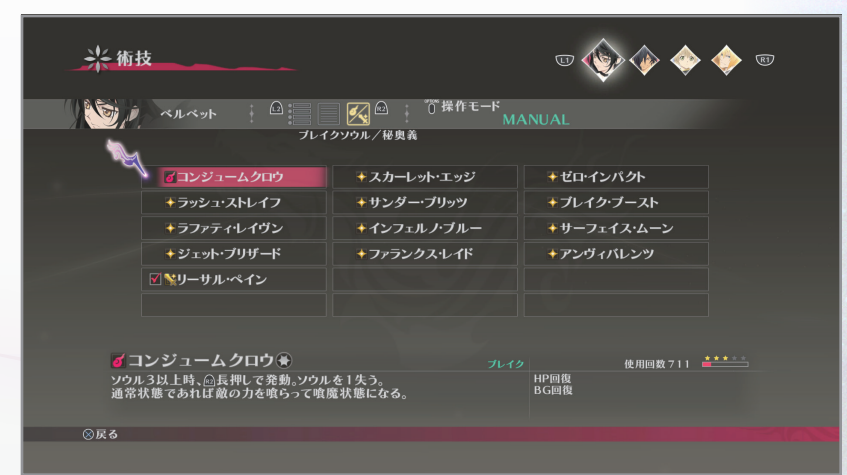 術技
L1
R1
ベルベット
L2
R2
OPTIONS
操作モード
MANUAL
ブレイクソウル／秘奥義
コンジュームクロウ
スカーレット・エッジ
ゼロ・インパクト
ラッシュ・ストレイフ
サンダー・ブリッツ
ブレイク・ブースト
ラファティ・レイヴン
インフェルノ・ブルー
サーフェイス・ムーン
ジェット・ブリザード
ファランクス・レイド
アンヴィバレンツ
リーサル・ペイン
コンジュームクロウ
ブレイク
使用回数 711
ソウル3以上時、R2長押しで発動。ソウルを1失う。
通常状態であれば敵の力を喰らって喰魔状態になる。
HP回復
BG回復
戻る